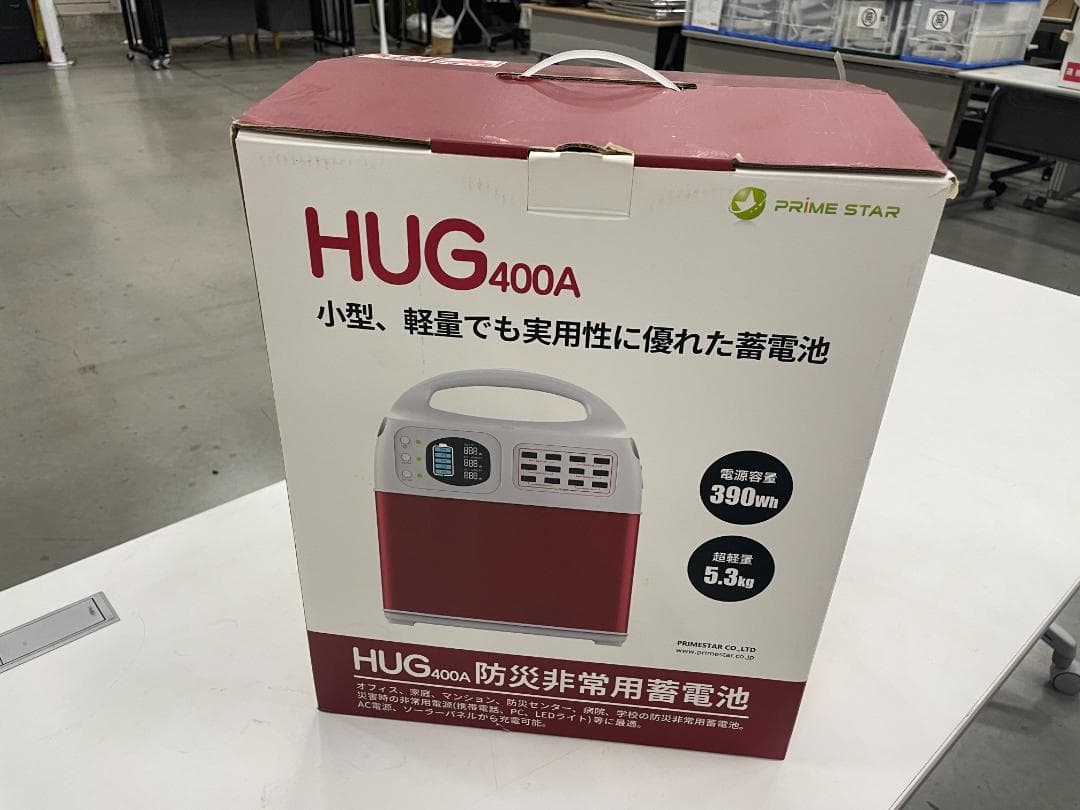 PRIME STAR
HUG400A
小型、軽量でも実用性に優れた蓄電池
電源容量
390Wh
超軽量
5.3kg
PRIMESTAR CO.,LTD
www.primestar.co.jp
HUG400A 防災非常用蓄電池
オフィス、家庭、マンション、防災センター、病院、学校の防災非常用蓄電池。
災害時の非常用電源(携帯電話、PC、LEDライト)等に最適。
AC電源、ソーラーパネルから充電可能。